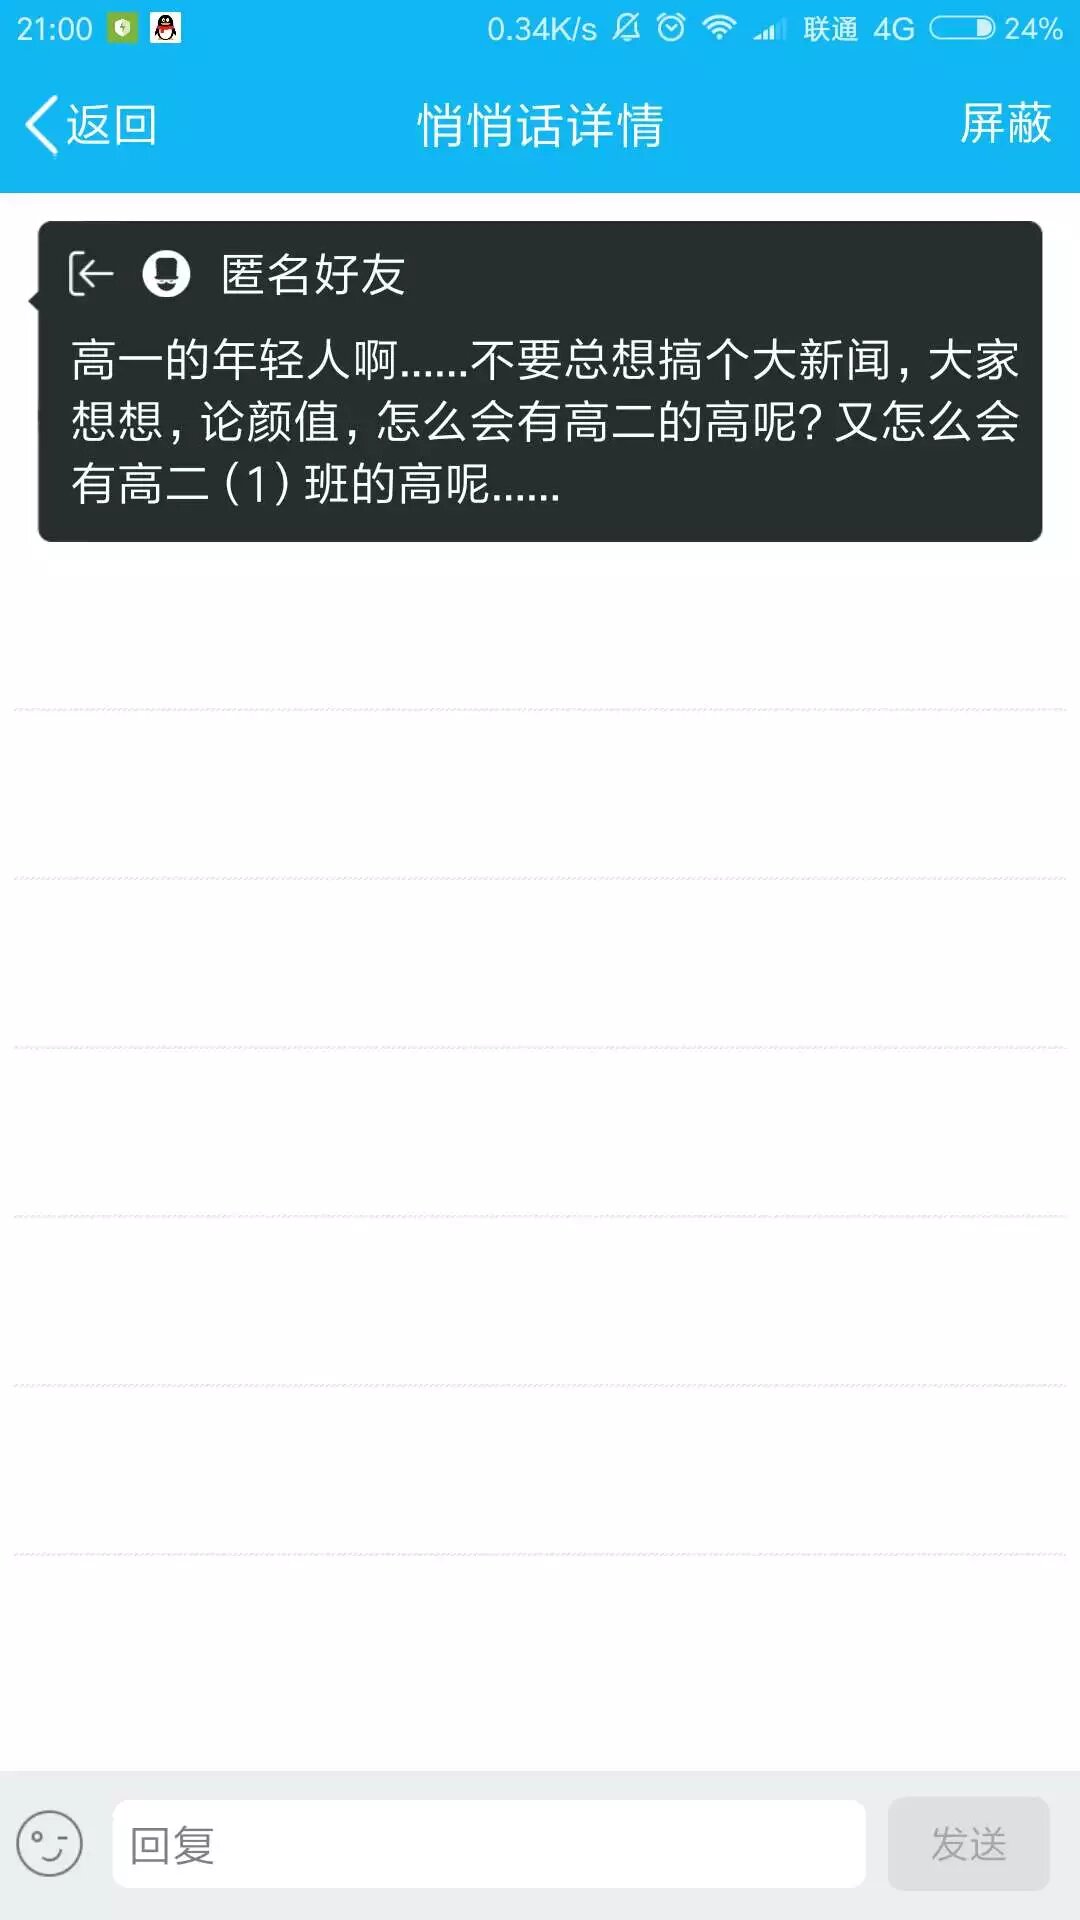 21:00 0.34K/s 联通 4G 24%
返回 悄悄话详情 屏蔽
匿名好友
高一的年轻人啊......不要总想搞个大新闻，大家
想想，论颜值，怎么会有高二的高呢？又怎么会
有高二（1）班的高呢......
回复 发送